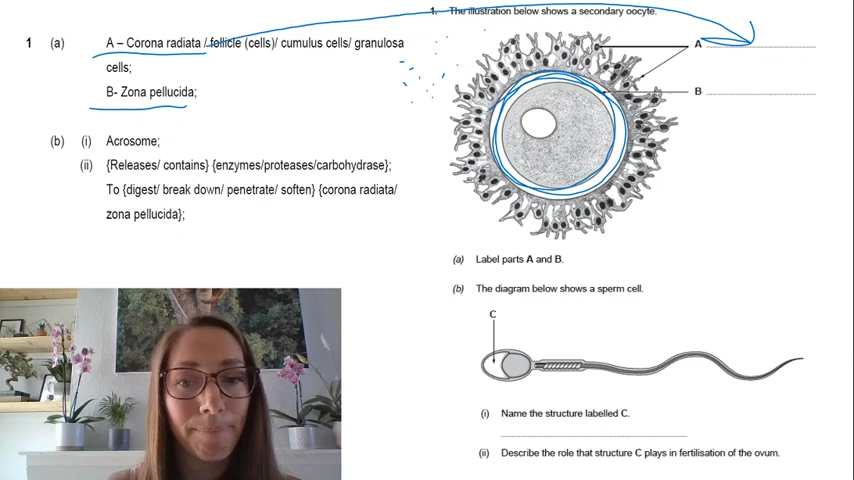 1 (a) A – Corona radiata / follicle (cells)/ cumulus cells/ granulosa
cells;
B- Zona pellucida;
(b) (i) Acrosome;
(ii) {Releases/ contains} {enzymes/proteases/carbohydrase};
To {digest/ break down/ penetrate/ soften} {corona radiata/
zona pellucida};
1. The illustration below shows a secondary oocyte.
A
B
(a) Label parts A and B.
(b) The diagram below shows a sperm cell.
C
(i) Name the structure labelled C.
(ii) Describe the role that structure C plays in fertilisation of the ovum.